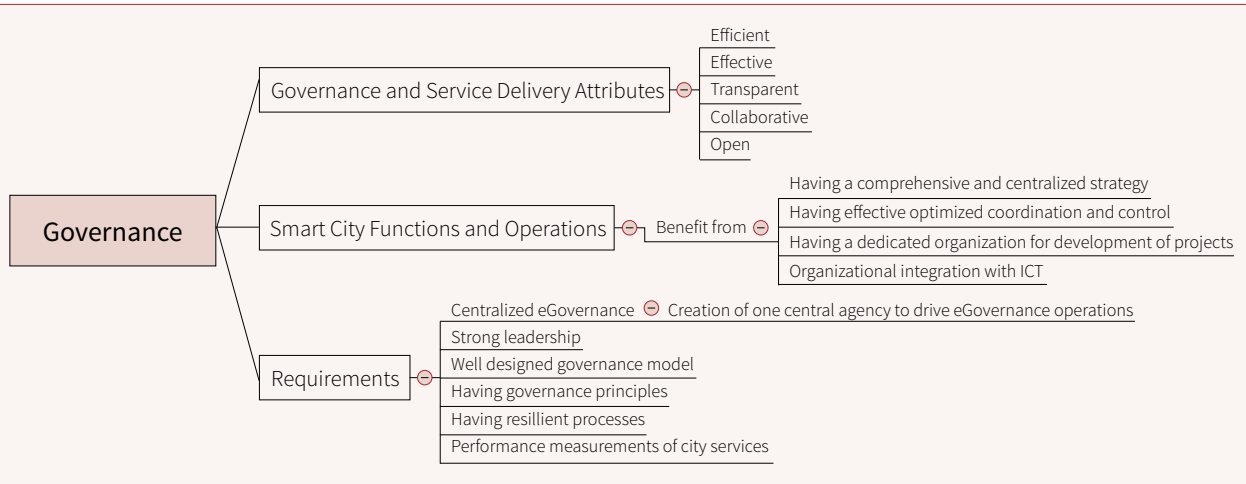 Governance
Governance and Service Delivery Attributes
Efficient
Effective
Transparent
Collaborative
Open
Smart City Functions and Operations
Benefit from
Having a comprehensive and centralized strategy
Having effective optimized coordination and control
Having a dedicated organization for development of projects
Organizational integration with ICT
Requirements
Centralized eGovernance
Creation of one central agency to drive eGovernance operations
Strong leadership
Well designed governance model
Having governance principles
Having resillient processes
Performance measurements of city services